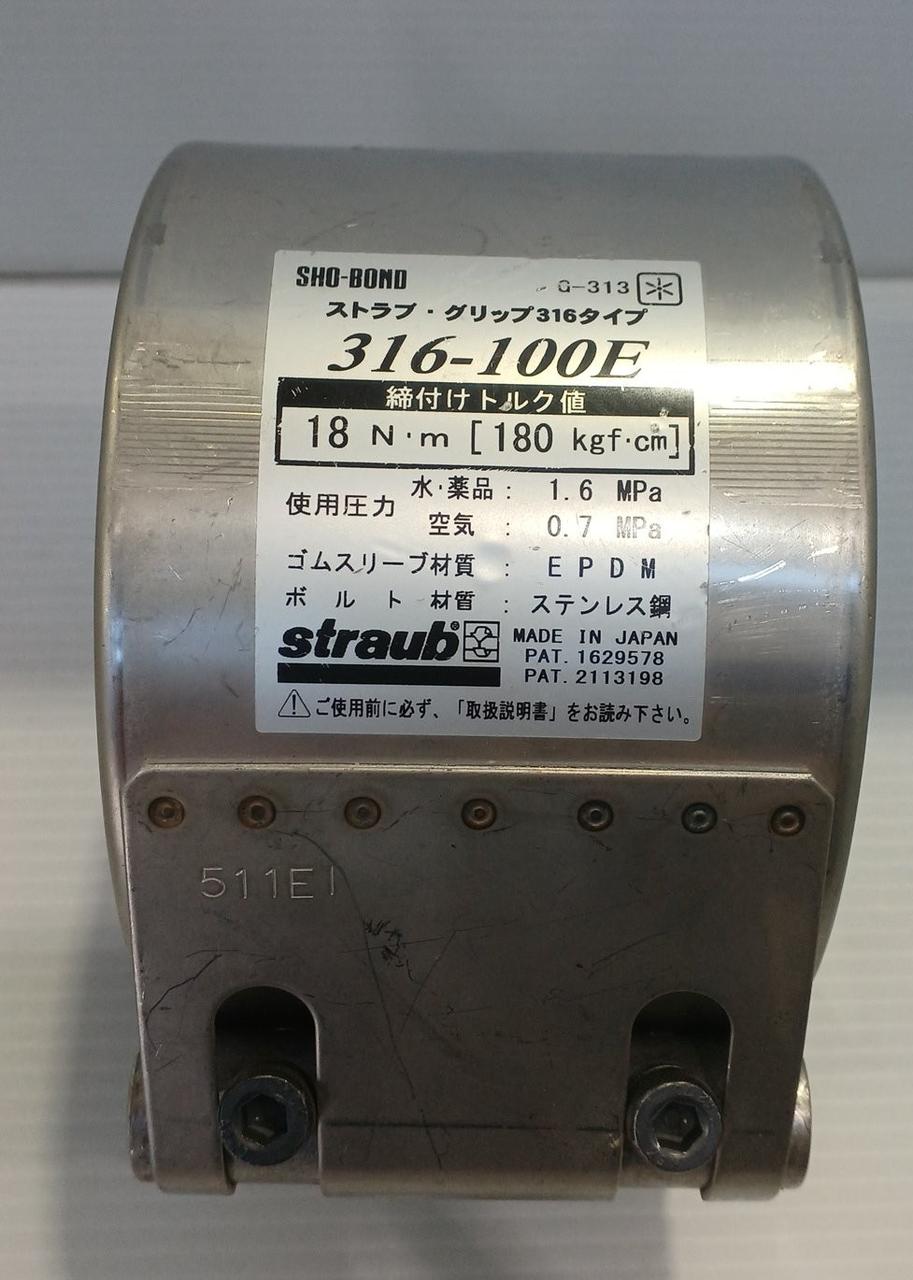 SHO-BOND
G-313
ストラブ・グリップ316タイプ
316-100E
締付けトルク値
18 N・m [180 kgf・cm]
使用圧力 水・薬品 : 1.6 MPa
空気 : 0.7 MPa
ゴムスリーブ材質 : EPDM
ボルト材質 : ステンレス鋼
straub®
MADE IN JAPAN
PAT. 1629578
PAT. 2113198
⚠ご使用前に必ず、「取扱説明書」をお読み下さい。
511E